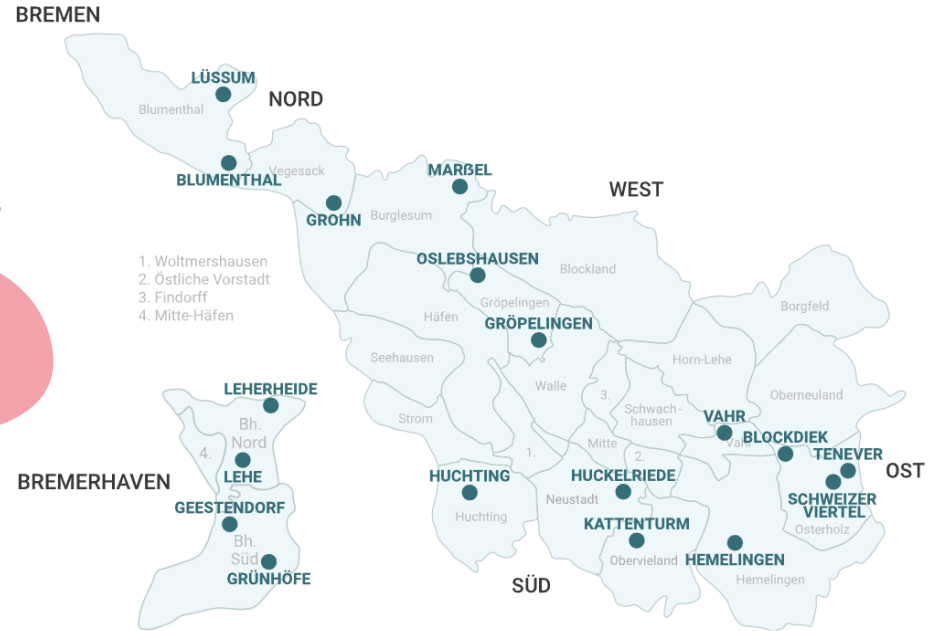 BREMEN
LÜSSUM
NORD
Blumenthal
BLUMENTHAL
Vegesack
MARẞEL
WEST
GROHN
Burglesum
1. Woltmershausen
2. Östliche Vorstadt
3. Findorff
4. Mitte-Häfen
OSLEBSHAUSEN
Blockland
Gröpelingen
Borgfeld
Häfen
GRÖPELINGEN
Seehausen
Horn-Lehe
Walle
3.
Oberneuland
Schwach-
hausen
Strom
VAHR
Vahr
BLOCKDIEK
Mitte
1.
2.
TENEVER
OST
LEHERHEIDE
Bh.
Nord
4.
LEHE
BREMERHAVEN
GEESTENDORF
Bh.
Süd
GRÜNHÖFE
HUCHTING
Huchting
HUCKELRIEDE
Neustadt
SCHWEIZER
VIERTEL
Osterholz
KATTENTURM
Obervieland
HEMELINGEN
Hemelingen
SÜD